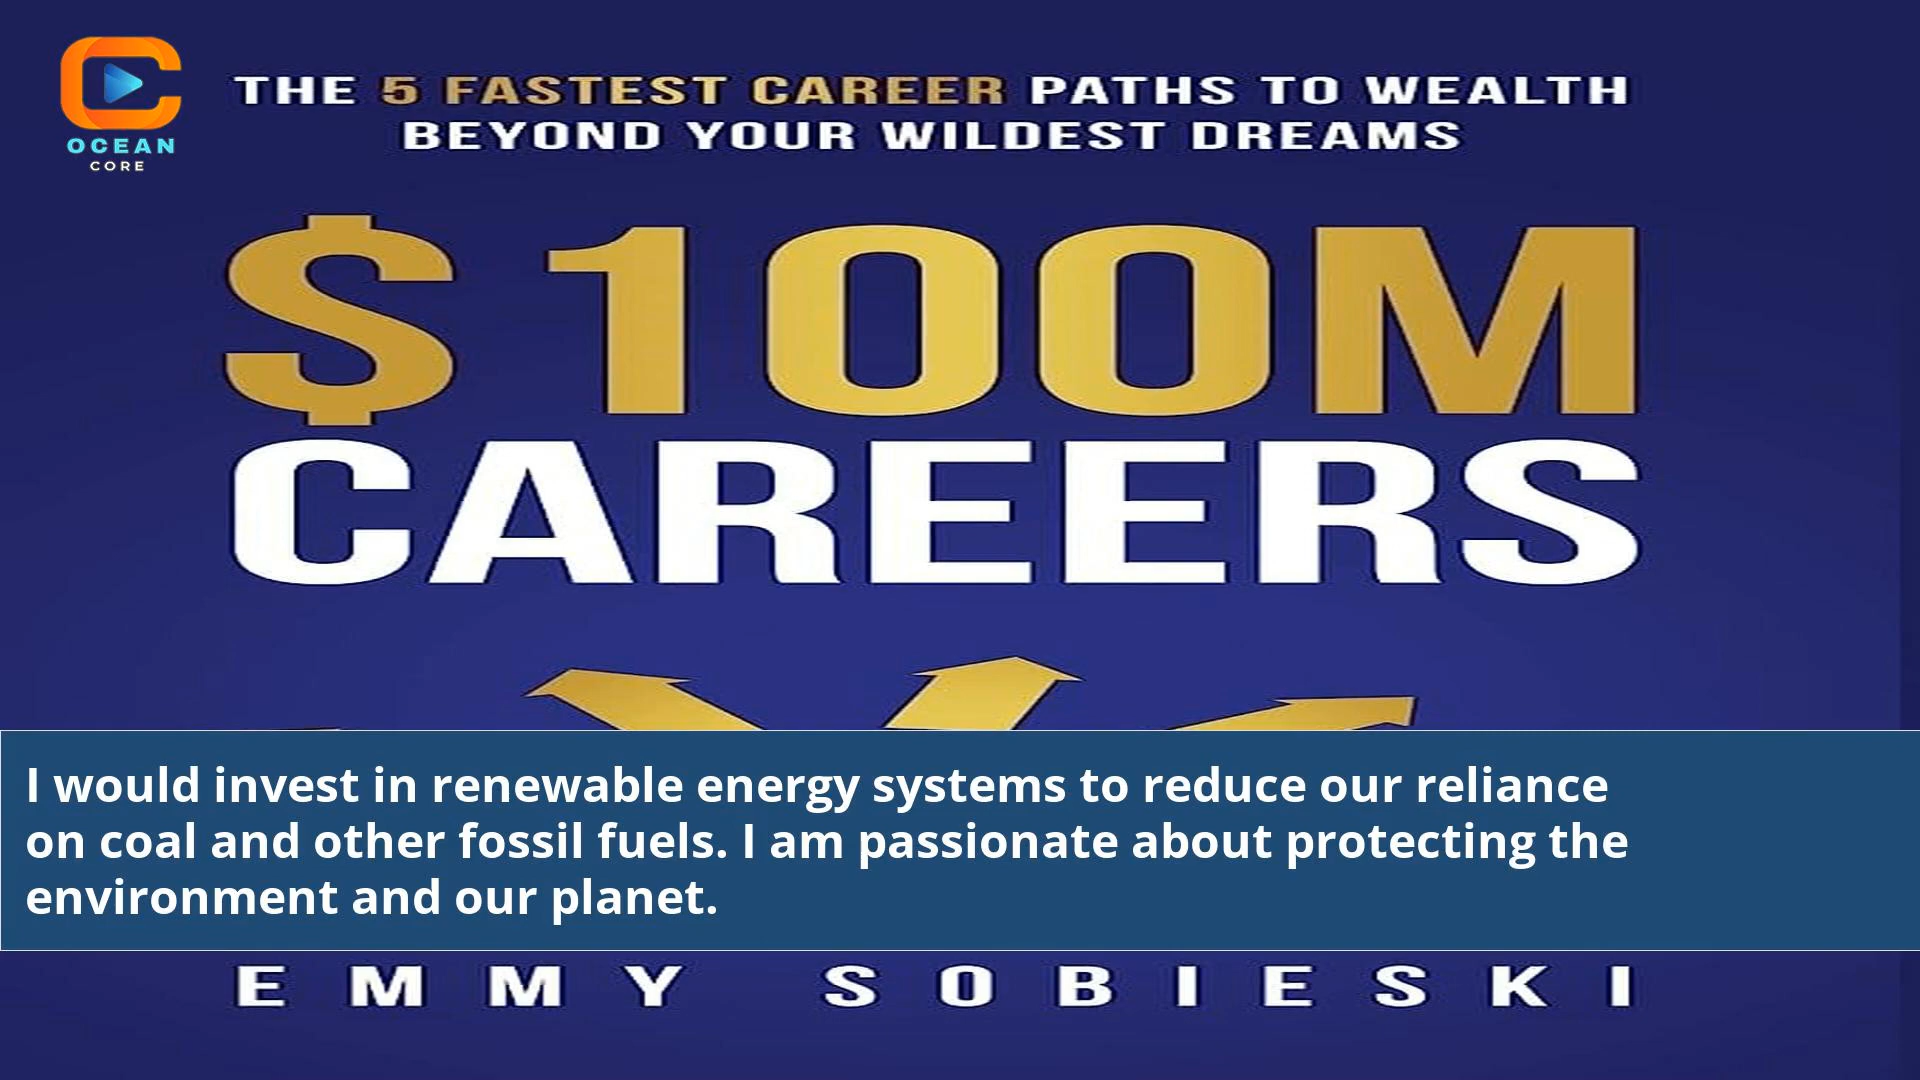 OCEAN
CORE
THE 5 FASTEST CAREER PATHS TO WEALTH
BEYOND YOUR WILDEST DREAMS
$100M
CAREERS
I would invest in renewable energy systems to reduce our reliance
on coal and other fossil fuels. I am passionate about protecting the
environment and our planet.
EMMY SOBIESKI